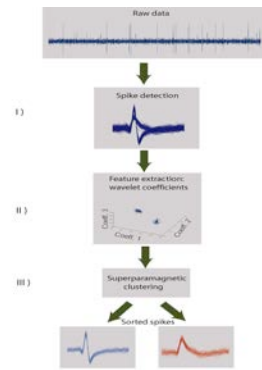 Raw data
I )
Spike detection
Feature extraction:
wavelet coefficients
II )
Coeff. 3
Coeff. 1
Coeff. 2
III )
Superparamagnetic
clustering
Sorted spikes